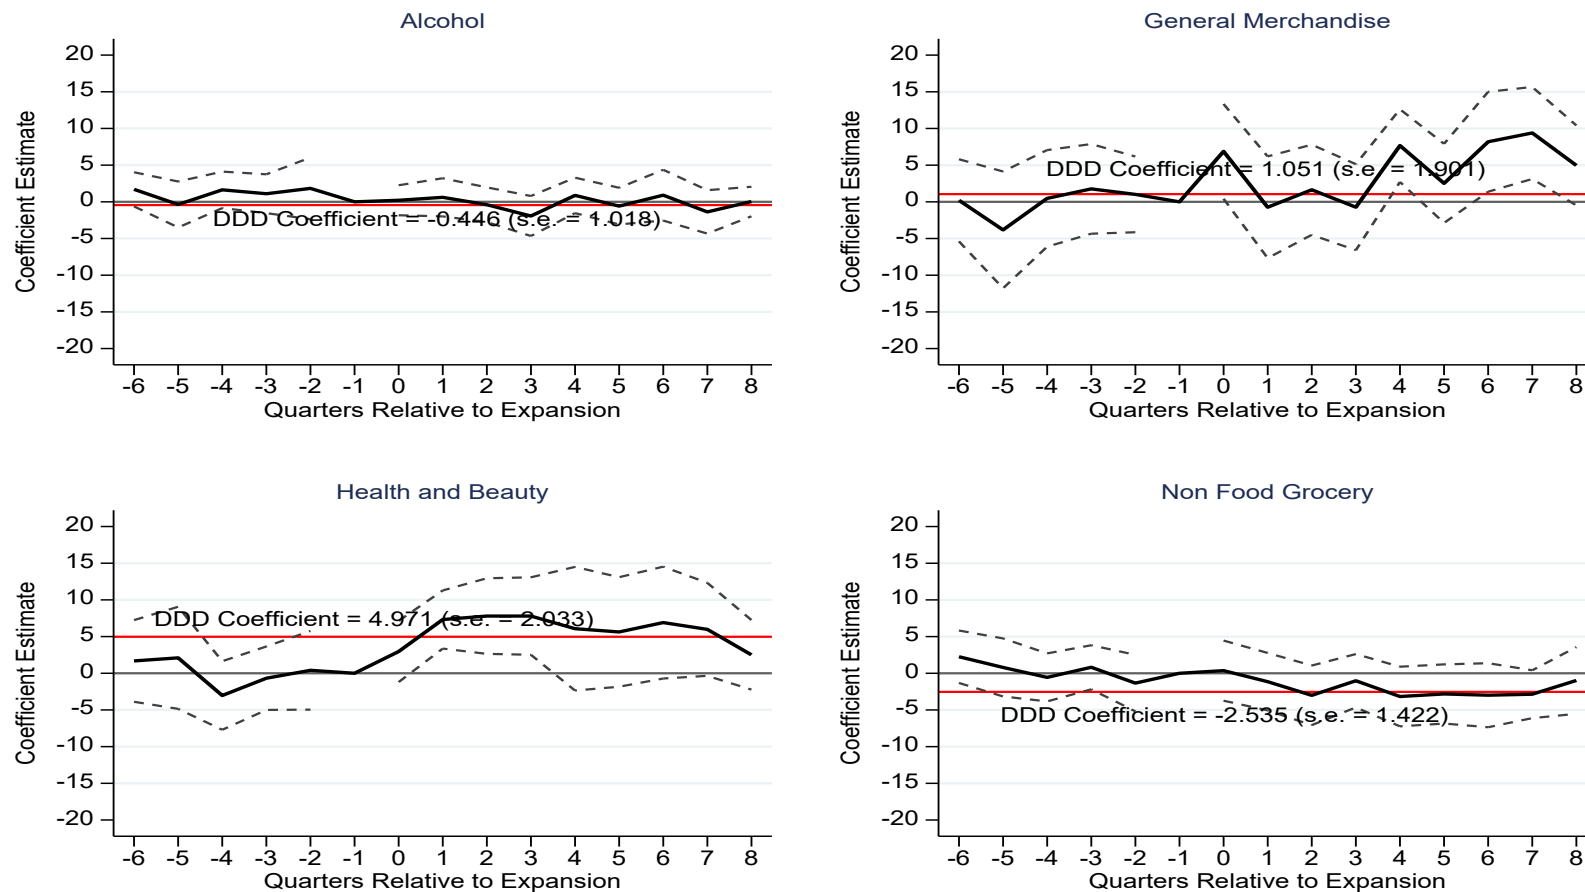 Alcohol
Coefficient Estimate
20
15
10
5
0
-5
-10
-15
-20
DDD Coefficient = -0.446 (s.e. = 1.018)
-6 -5 -4 -3 -2 -1 0 1 2 3 4 5 6 7 8
Quarters Relative to Expansion
General Merchandise
Coefficient Estimate
20
15
10
5
0
-5
-10
-15
-20
DDD Coefficient = 1.051 (s.e. = 1.901)
-6 -5 -4 -3 -2 -1 0 1 2 3 4 5 6 7 8
Quarters Relative to Expansion
Health and Beauty
Coefficient Estimate
20
15
10
5
0
-5
-10
-15
-20
DDD Coefficient = 4.971 (s.e. = 2.033)
-6 -5 -4 -3 -2 -1 0 1 2 3 4 5 6 7 8
Quarters Relative to Expansion
Non Food Grocery
Coefficient Estimate
20
15
10
5
0
-5
-10
-15
-20
DDD Coefficient = -2.535 (s.e. = 1.422)
-6 -5 -4 -3 -2 -1 0 1 2 3 4 5 6 7 8
Quarters Relative to Expansion